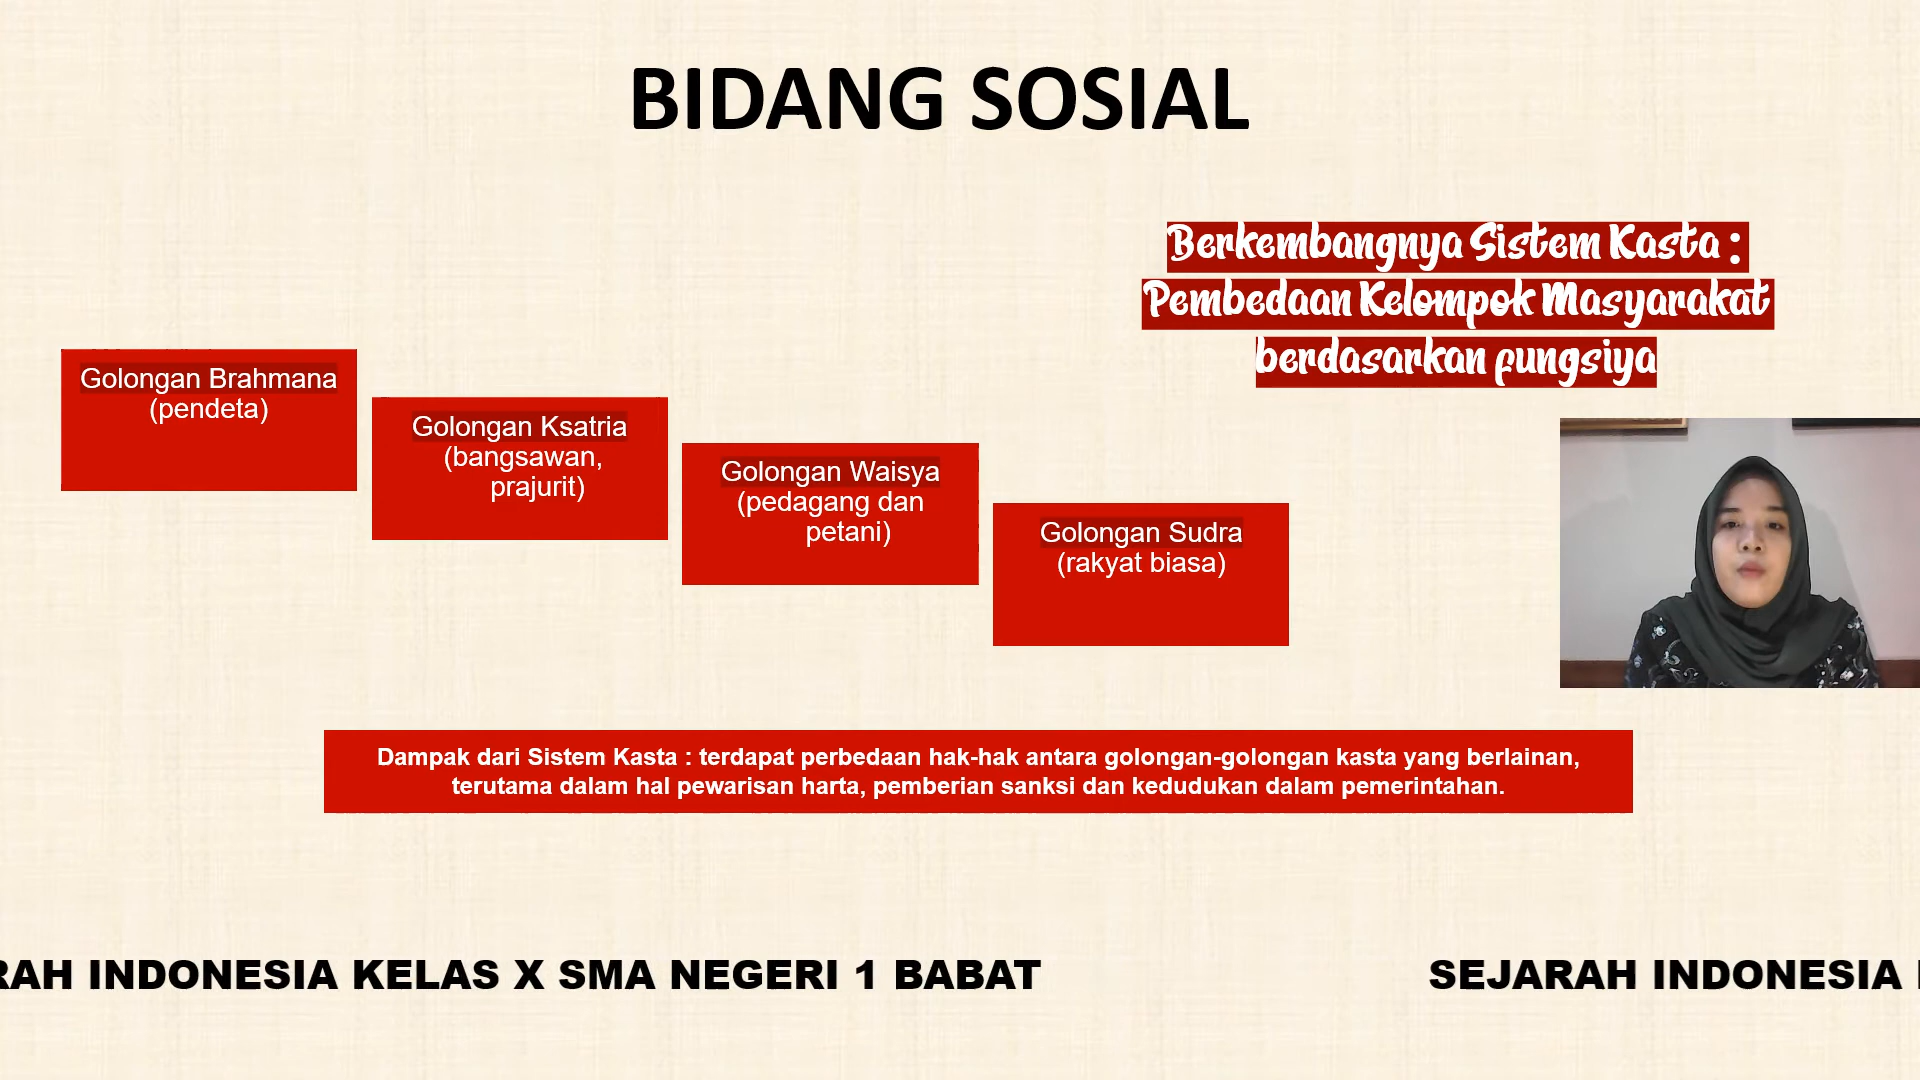 BIDANG SOSIAL
Berkembangnya Sistem Kasta :
Pembedaan Kelompok Masyarakat
berdasarkan fungsiya
Golongan Brahmana
(pendeta)
Golongan Ksatria
(bangsawan,
prajurit)
Golongan Waisya
(pedagang dan
petani)
Golongan Sudra
(rakyat biasa)
Dampak dari Sistem Kasta : terdapat perbedaan hak-hak antara golongan-golongan kasta yang berlainan,
terutama dalam hal pewarisan harta, pemberian sanksi dan kedudukan dalam pemerintahan.
RAH INDONESIA KELAS X SMA NEGERI 1 BABAT SEJARAH INDONESIA